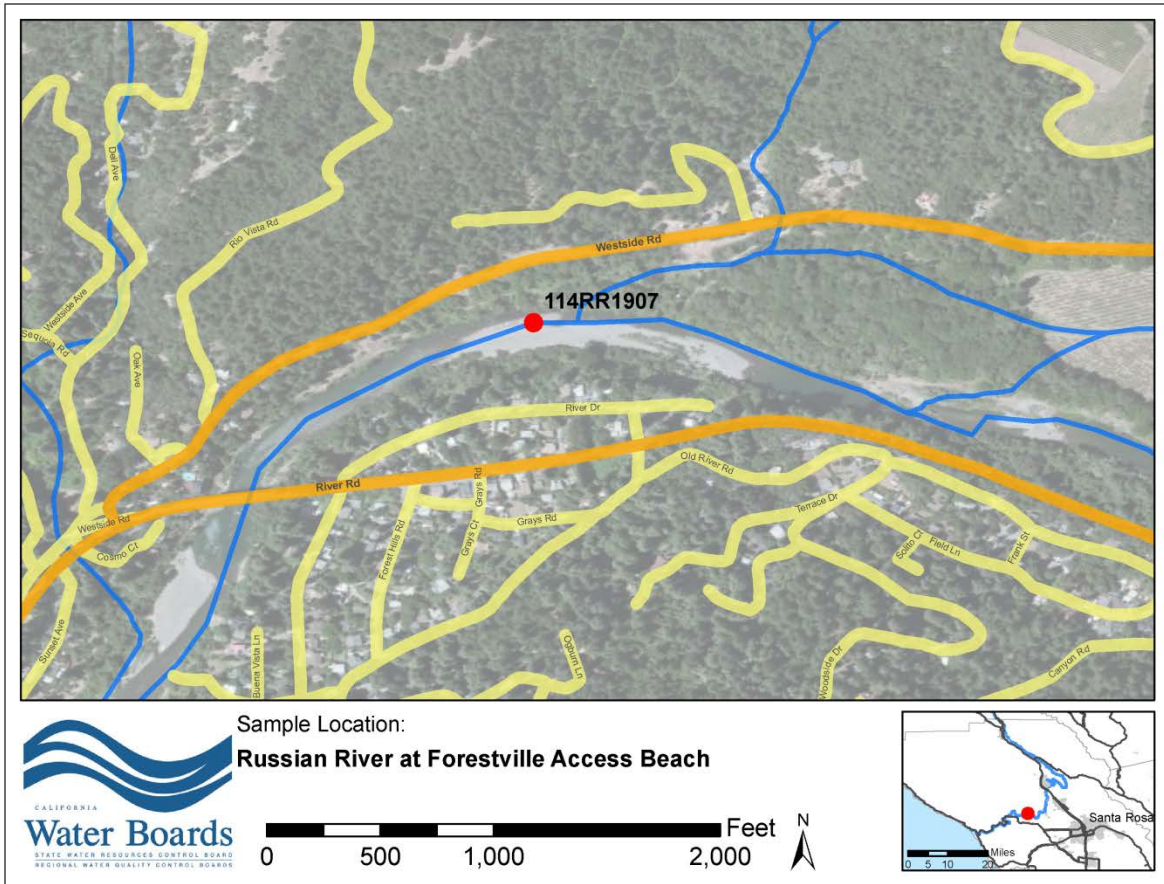 Dell Ave
Rio Vista Rd
Westside Rd
114RR1907
Westside Ave
Sequoia Rd
Oak Ave
River Dr
Old River Rd
River Rd
Grays Rd
Terrace Dr
Westside Rd
Grays Rd
Forest Hills Rd
Grays Ct
Solito Ct
Field Ln
Frank St
Cosmo Ct
Sunset Ave
Buena Vista Ln
Ogburn Ln
Woodside Dr
Canyon Rd
Sample Location:
Russian River at Forestville Access Beach
CALIFORNIA
Water Boards
STATE WATER RESOURCES CONTROL BOARD
REGIONAL WATER QUALITY CONTROL BOARDS
Feet
0 500 1,000 2,000
N
Santa Rosa
Miles
0 5 10 20